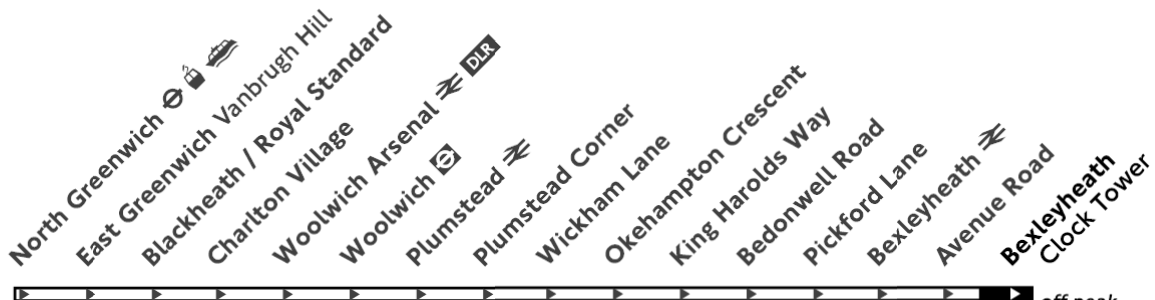 North Greenwich
East Greenwich Vanbrugh Hill
Blackheath / Royal Standard
Charlton Village
Woolwich Arsenal DLR
Woolwich
Plumstead
Plumstead Corner
Wickham Lane
Okehampton Crescent
King Harolds Way
Bedonwell Road
Pickford Lane
Bexleyheath
Avenue Road
Bexleyheath
Clock Tower